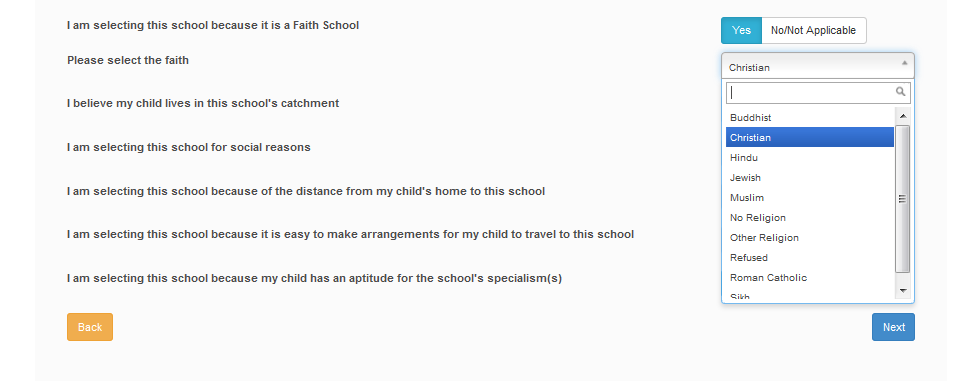 I am selecting this school because it is a Faith School
Yes No/Not Applicable
Please select the faith
Christian
I believe my child lives in this school's catchment
Buddhist
Christian
I am selecting this school for social reasons
Hindu
Jewish
I am selecting this school because of the distance from my child's home to this school
Muslim
No Religion
I am selecting this school because it is easy to make arrangements for my child to travel to this school
Other Religion
Refused
I am selecting this school because my child has an aptitude for the school's specialism(s)
Roman Catholic
Sikh
Back
Next